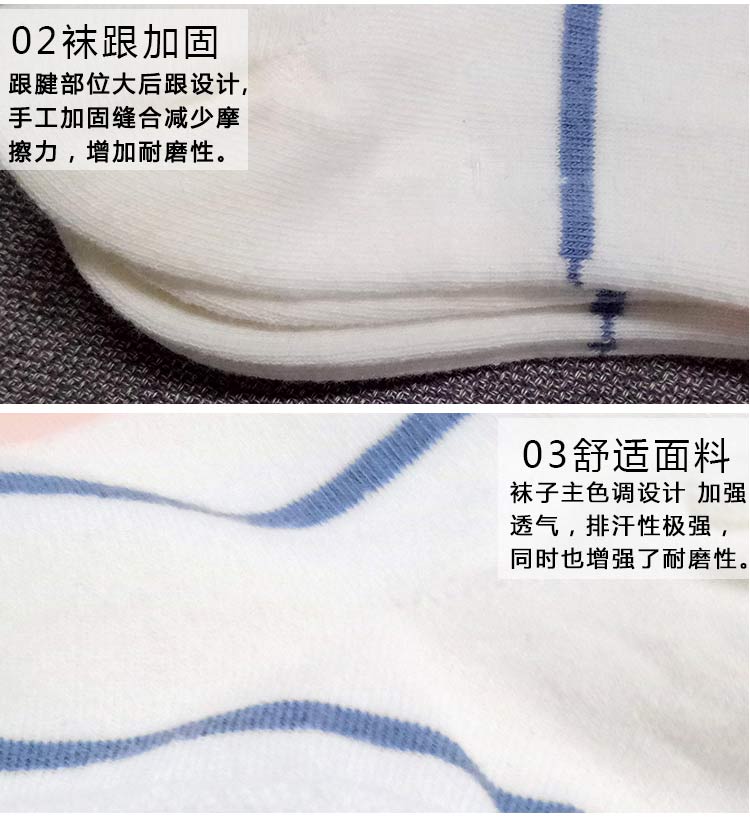 02袜跟加固
跟腱部位大后跟设计,
手工加固缝合减少摩
擦力，增加耐磨性。
03舒适面料
袜子主色调设计 加强
透气，排汗性极强，
同时也增强了耐磨性。